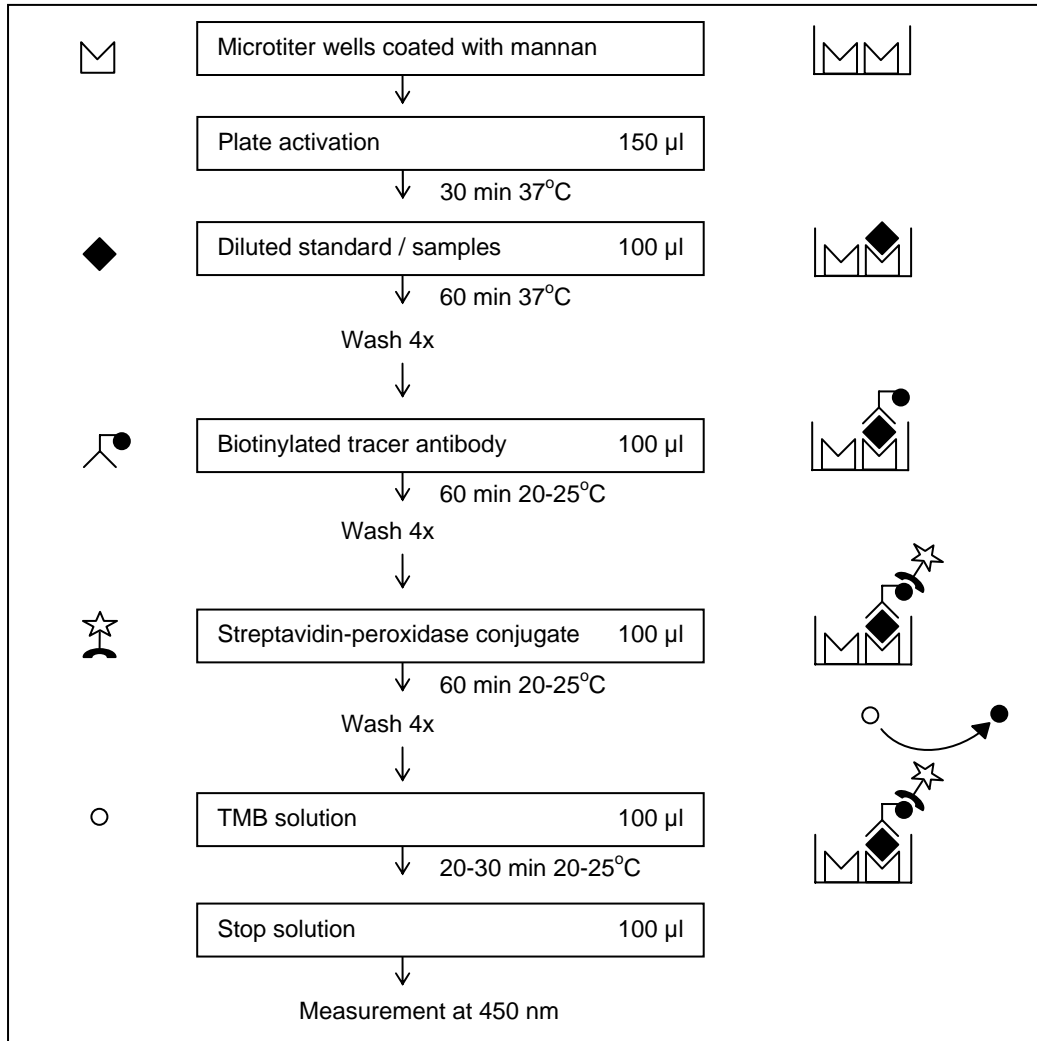 Microtiter wells coated with mannan
Plate activation 150 µl
30 min 37°C
Diluted standard / samples 100 µl
60 min 37°C
Wash 4x
Biotinylated tracer antibody 100 µl
60 min 20-25°C
Wash 4x
Streptavidin-peroxidase conjugate 100 µl
60 min 20-25°C
Wash 4x
TMB solution 100 µl
20-30 min 20-25°C
Stop solution 100 µl
Measurement at 450 nm